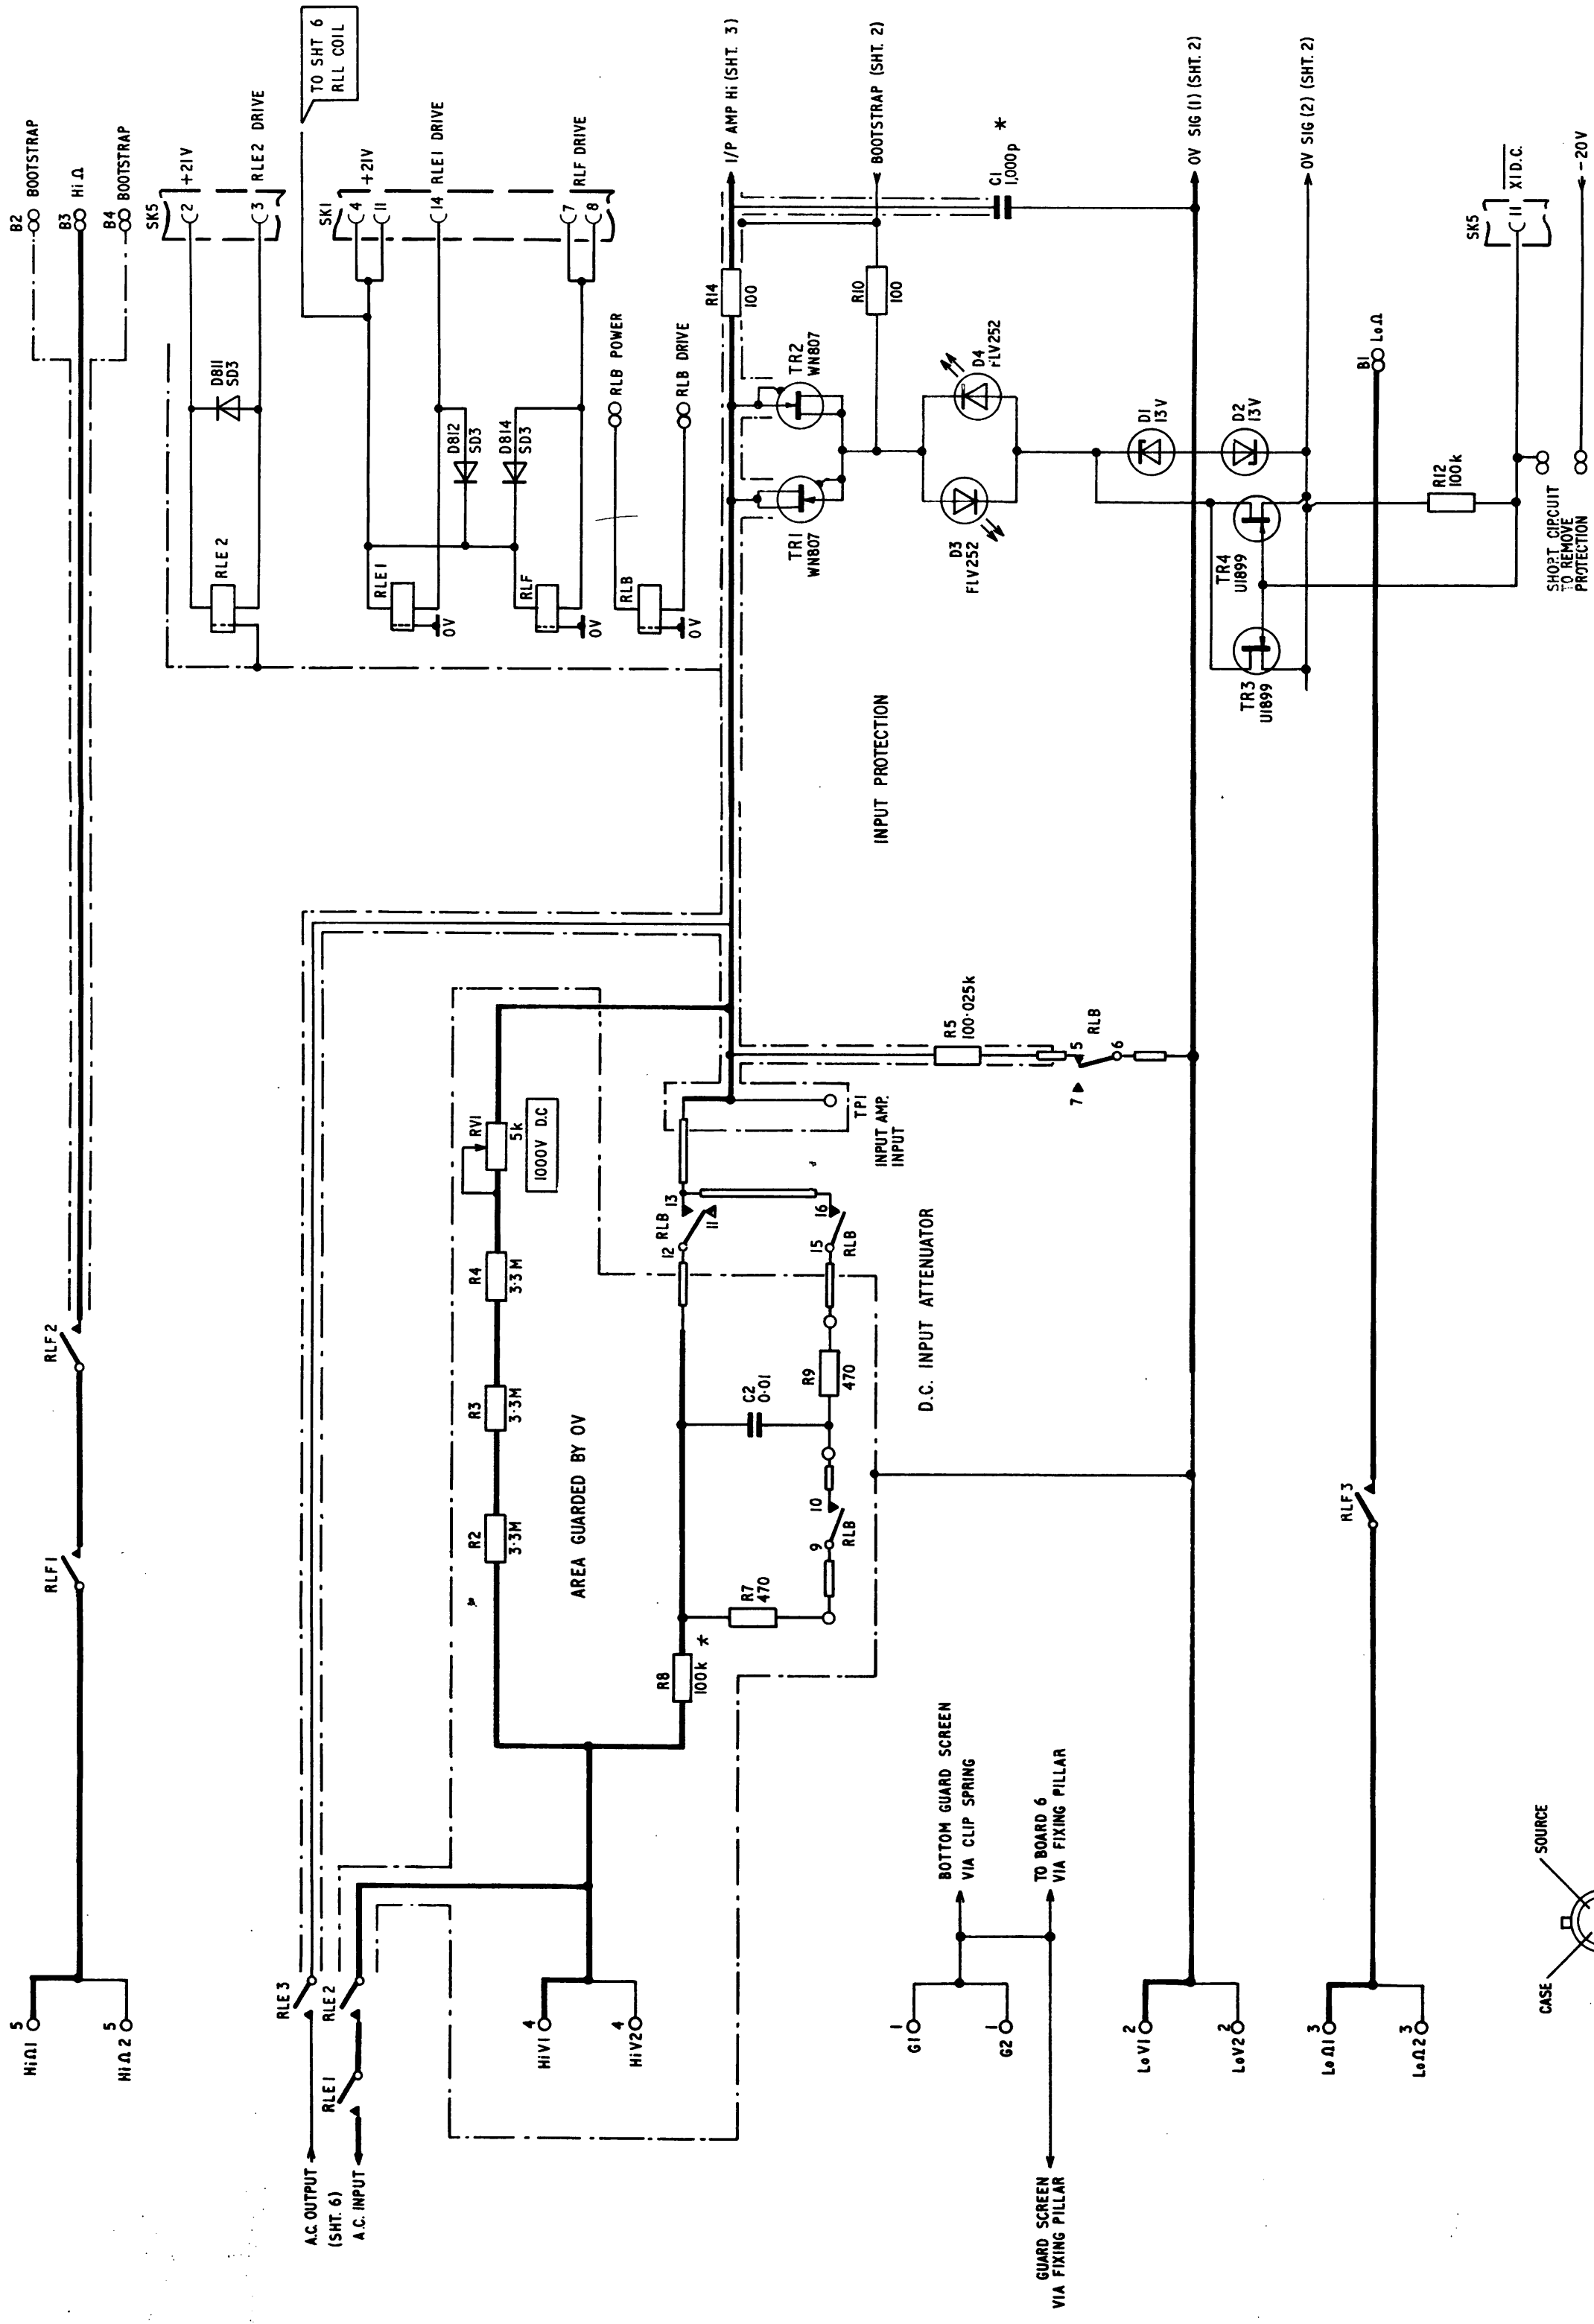 B2
BOOTSTRAP
B3
Hi Ω
B4
BOOTSTRAP
SK5
2
+21V
3
RLE2 DRIVE
D811
SD3
RLE 2
TO SHT 6
RLL COIL
SK1
4
+21V
11
14
RLE1 DRIVE
7
8
RLF DRIVE
D812
SD3
D814
SD3
RLE1
0V
RLF
0V
RLB
0V
RLB POWER
RLB DRIVE
I/P AMP Hi (SHT. 3)
R14
100
BOOTSTRAP (SHT. 2)
R10
100
C1
1,000p
*
TR2
WN807
TR1
WN807
D4
FLV252
D3
FLV252
D1
13V
D2
13V
0V SIG (1) (SHT. 2)
0V SIG (2) (SHT. 2)
TR4
U1899
TR3
U1899
R12
100k
SK5
11
X1 D.C.
SHORT CIRCUIT
TO REMOVE
PROTECTION
-20V
B1
Lo Ω
INPUT PROTECTION
RLF 2
RLF1
RLF 3
R5
100·025k
5
RLB
6
7
TP1
INPUT AMP.
INPUT
RV1
5k
1000V D.C
R4
3·3M
R3
3·3M
R2
3·3M
AREA GUARDED BY 0V
RLB
13
12
11
16
15
RLB
D.C. INPUT ATTENUATOR
R9
470
C2
0·01
10
9
RLB
R7
470
R8
100k
*
Hi Ω1
5
Hi Ω 2
5
RLE 3
RLE 2
RLE1
A.C. OUTPUT
(SHT. 6)
A.C. INPUT
HiV1
4
HiV2
4
BOTTOM GUARD SCREEN
VIA CLIP SPRING
TO BOARD 6
VIA FIXING PILLAR
G1
1
G2
1
GUARD SCREEN
VIA FIXING PILLAR
LoV1
2
LoV2
2
Lo Ω1
3
Lo Ω2
3
SOURCE
CASE